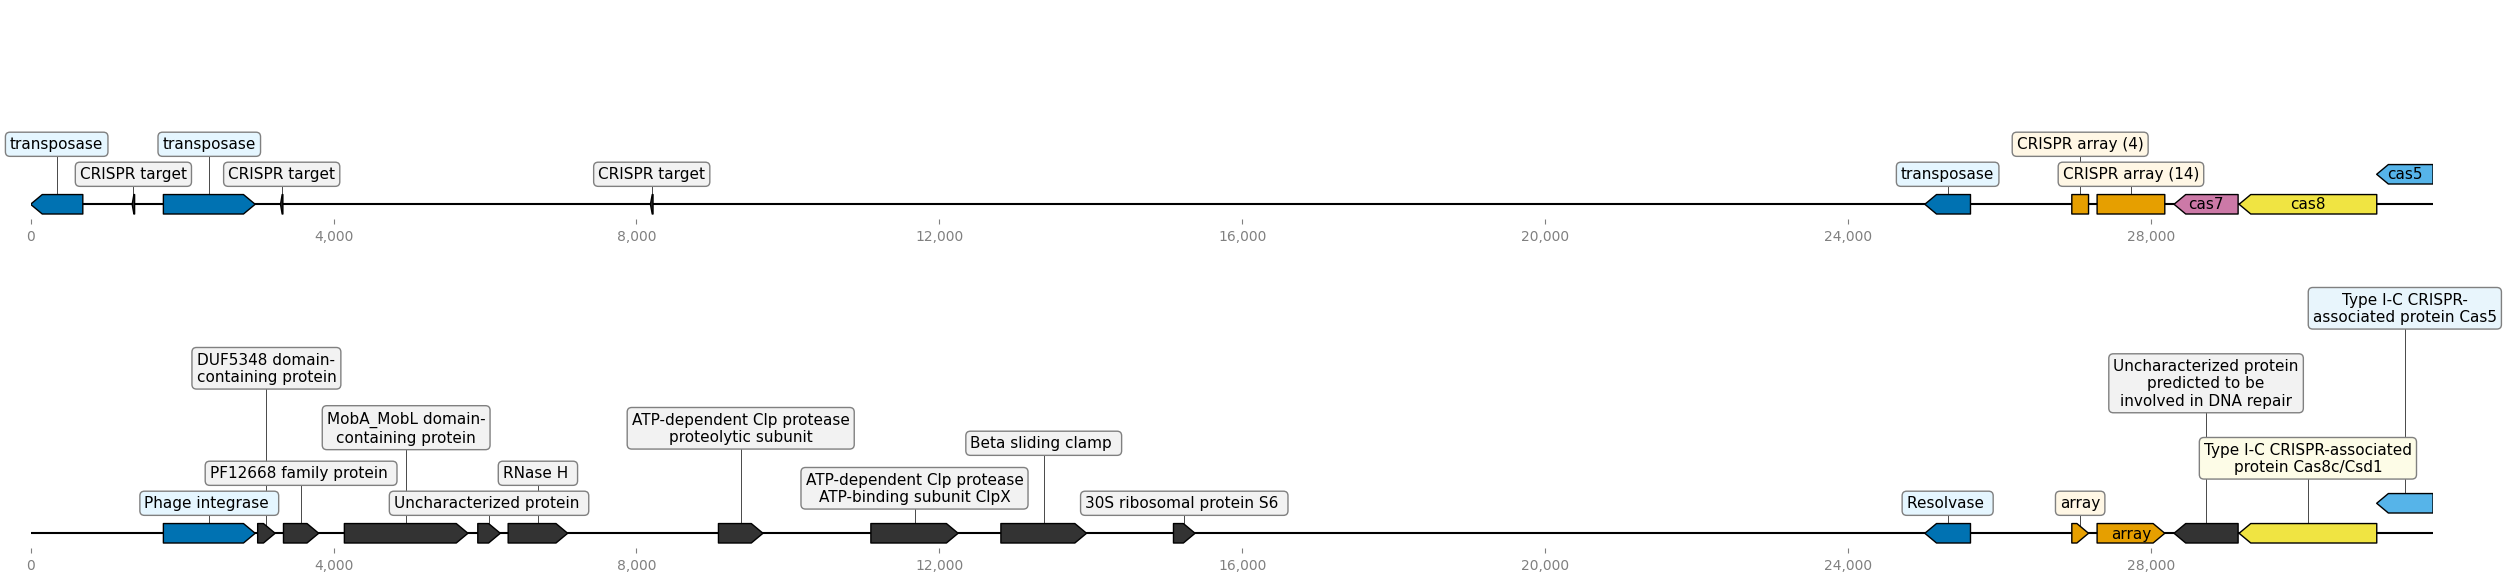 transposase
transposase
CRISPR array (4)
CRISPR target
CRISPR target
CRISPR target
transposase
CRISPR array (14)
cas5
cas7
cas8
0
4,000
8,000
12,000
16,000
20,000
24,000
28,000
Type I-C CRISPR-
associated protein Cas5
DUF5348 domain-
containing protein
Uncharacterized protein
predicted to be
involved in DNA repair
MobA_MobL domain-
containing protein
ATP-dependent Clp protease
proteolytic subunit
Beta sliding clamp
Type I-C CRISPR-associated
protein Cas8c/Csd1
PF12668 family protein
RNase H
ATP-dependent Clp protease
ATP-binding subunit ClpX
Phage integrase
Uncharacterized protein
30S ribosomal protein S6
Resolvase
array
array
0
4,000
8,000
12,000
16,000
20,000
24,000
28,000